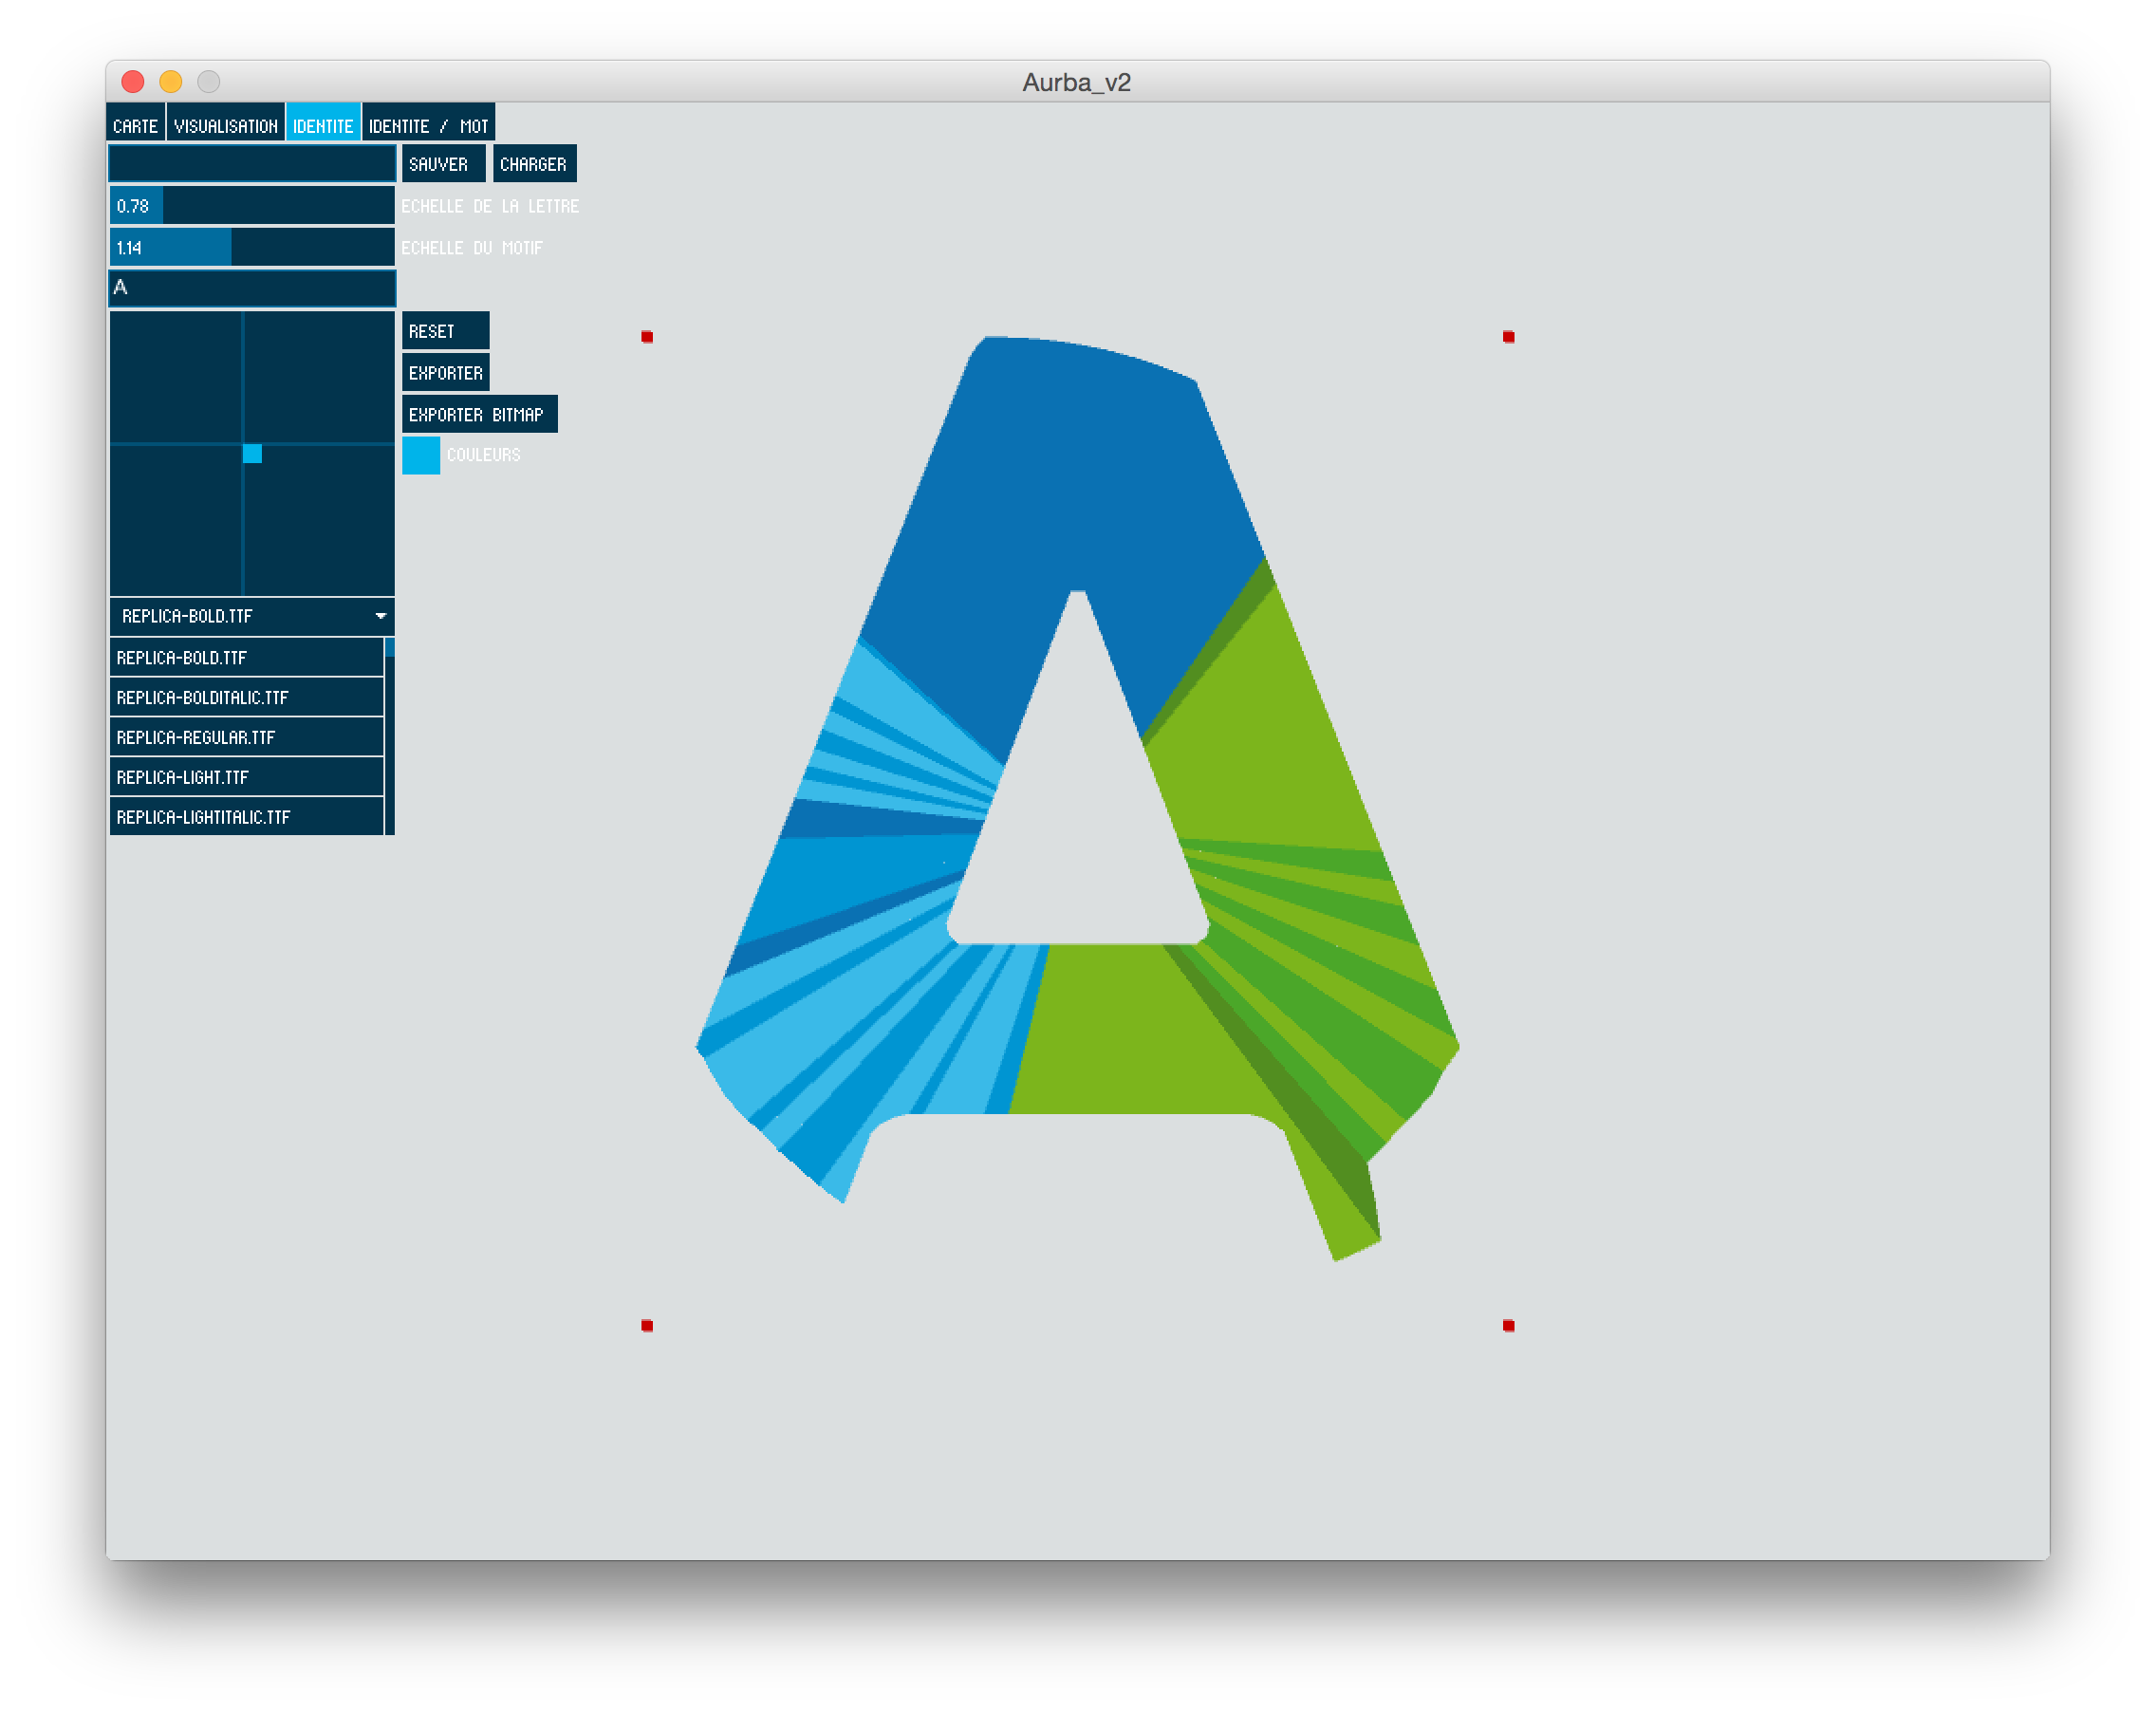 Aurba_v2
CARTE VISUALISATION IDENTITE IDENTITE / MOT
SAUVER CHARGER
0.78 ECHELLE DE LA LETTRE
1.14 ECHELLE DU MOTIF
A
RESET
EXPORTER
EXPORTER BITMAP
COULEURS
REPLICA-BOLD.TTF
REPLICA-BOLD.TTF
REPLICA-BOLDITALIC.TTF
REPLICA-REGULAR.TTF
REPLICA-LIGHT.TTF
REPLICA-LIGHTITALIC.TTF
A